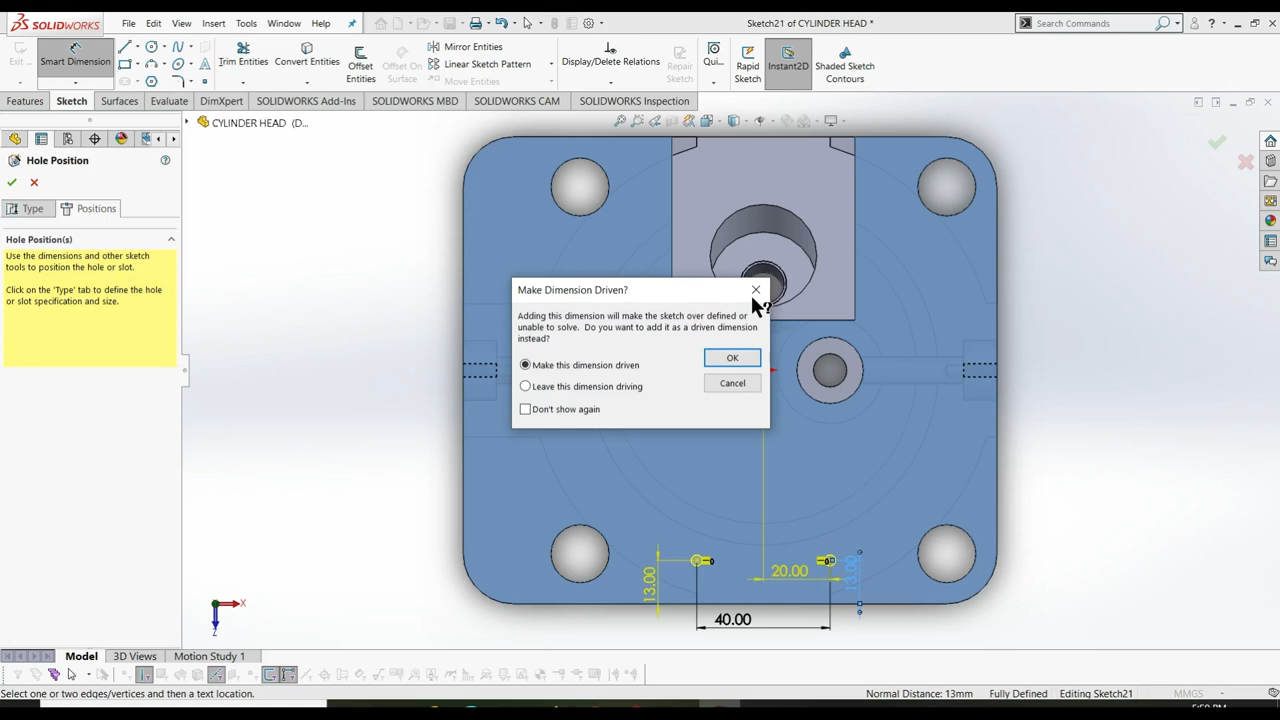 SOLIDWORKS
File Edit View Insert Tools Window Help
Sketch21 of CYLINDER HEAD *
Search Commands
Exit ...
Smart Dimension
Trim Entities
Convert Entities
Offset Entities
Offset On Surface
Mirror Entities
Linear Sketch Pattern
Move Entities
Display/Delete Relations
Repair Sketch
Qui...
Rapid Sketch
Instant2D
Shaded Sketch Contours
Features Sketch Surfaces Evaluate DimXpert SOLIDWORKS Add-Ins SOLIDWORKS MBD SOLIDWORKS CAM SOLIDWORKS Inspection
CYLINDER HEAD (D...
Hole Position
Type Positions
Hole Position(s)
Use the dimensions and other sketch
tools to position the hole or slot.
Click on the 'Type' tab to define the hole
or slot specification and size.
Make Dimension Driven?
Adding this dimension will make the sketch over defined or
unable to solve. Do you want to add it as a driven dimension
instead?
Make this dimension driven
OK
Leave this dimension driving
Cancel
Don't show again
13.00
20.00
13.00
40.00
X
Z
Model 3D Views Motion Study 1
Select one or two edges/vertices and then a text location.
Normal Distance: 13mm Fully Defined Editing Sketch21 MMGS